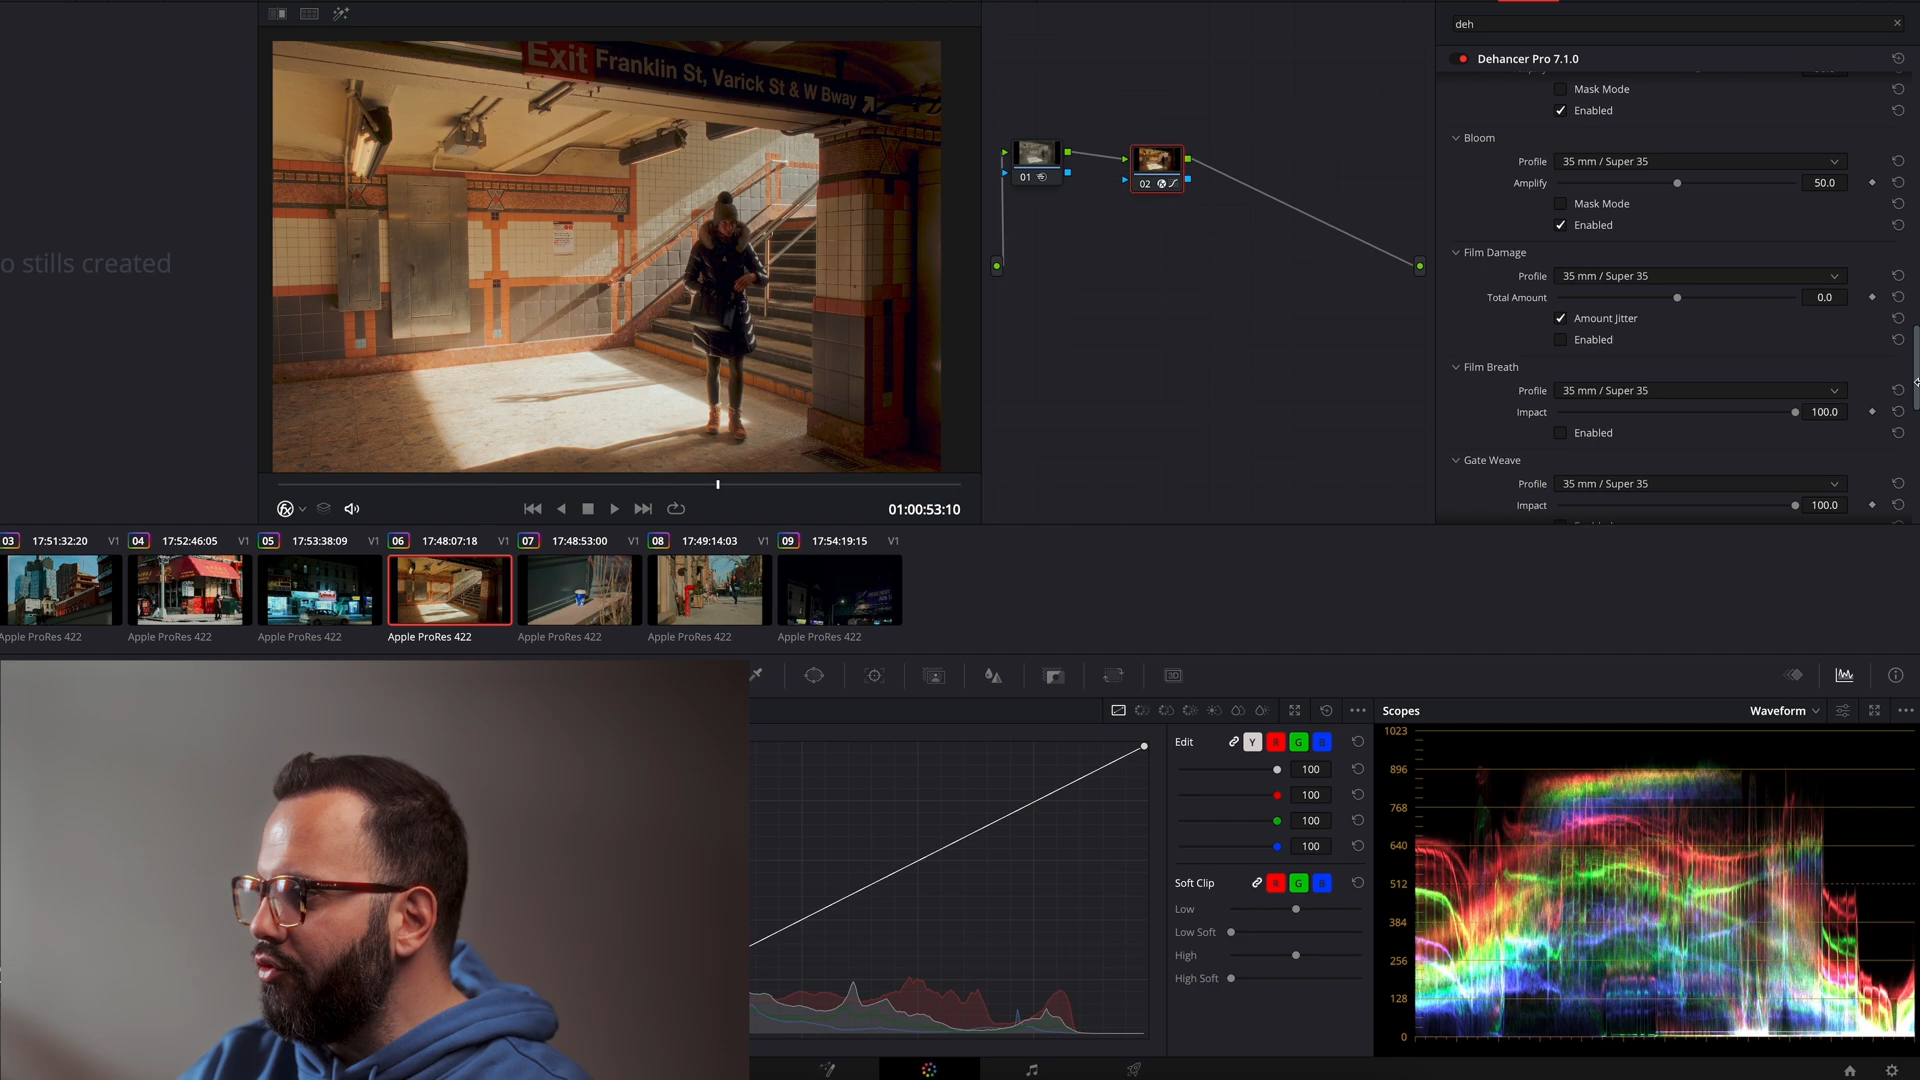 deh
Dehancer Pro 7.1.0
Mask Mode
Enabled
Bloom
Profile 35 mm / Super 35
Amplify 50.0
Mask Mode
Enabled
Film Damage
Profile 35 mm / Super 35
Total Amount 0.0
Amount Jitter
Enabled
Film Breath
Profile 35 mm / Super 35
Impact 100.0
Enabled
Gate Weave
Profile 35 mm / Super 35
Impact 100.0
Exit Franklin St, Varick St & W Bway
o stills created
01
02
fx
01:00:53:10
03 17:51:32:20 V1
04 17:52:46:05 V1
05 17:53:38:09 V1
06 17:48:07:18 V1
07 17:48:53:00 V1
08 17:49:14:03 V1
09 17:54:19:15 V1
Apple ProRes 422
Apple ProRes 422
Apple ProRes 422
Apple ProRes 422
Apple ProRes 422
Apple ProRes 422
Apple ProRes 422
3D
Edit Y R G B
100
100
100
100
Soft Clip R G B
Low
Low Soft
High
High Soft
Scopes
Waveform
1023
896
768
640
512
384
256
128
0